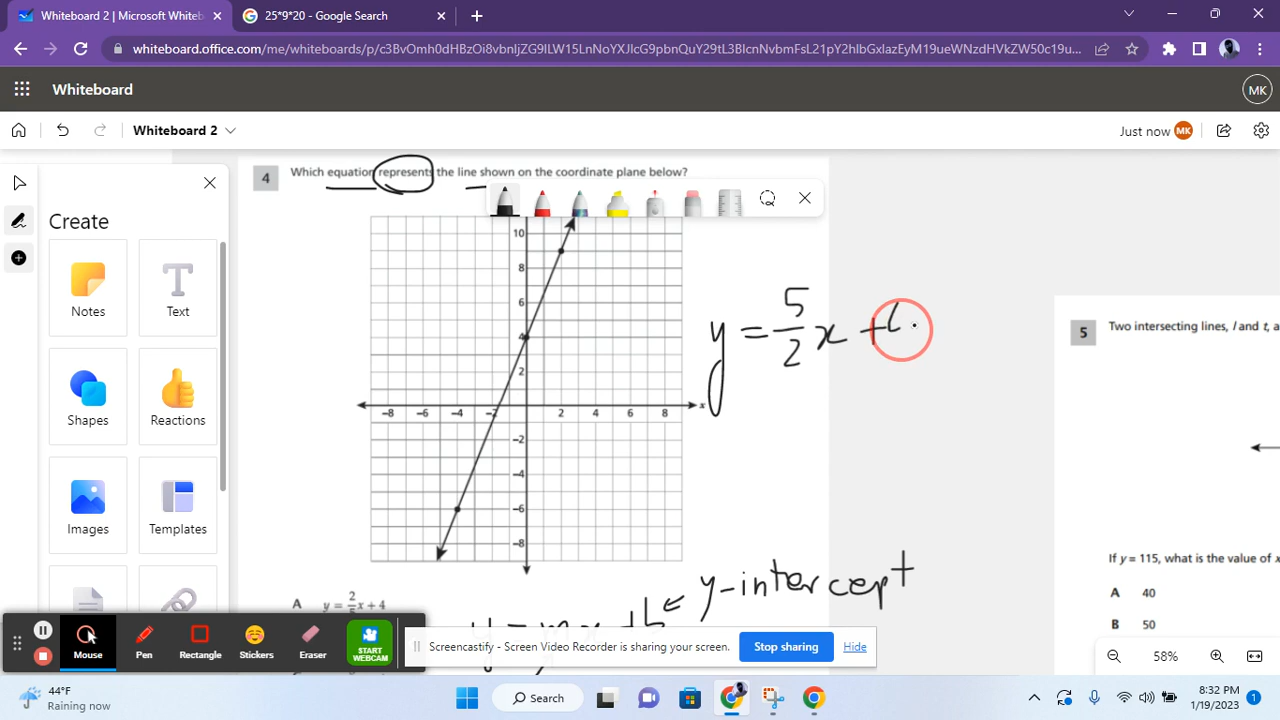 Whiteboard 2 | Microsoft Whiteb
25*9*20 - Google Search
whiteboard.office.com/me/whiteboards/p/
Whiteboard
MK
Whiteboard 2
Just now MK
4 Which equation represents the line shown on the coordinate plane below?
Create
Notes
Text
Shapes
Reactions
Images
Templates
10
8
6
4
2
-8 -6 -4 -2 2 4 6 8 x
-2
-4
-6
-8
y = 5/2 x +
y-intercept
A y = 2/5 x + 4
y = mx + b
5 Two intersecting lines, l and t, a
If y = 115, what is the value of x
A 40
B 50
Mouse
Pen
Rectangle
Stickers
Eraser
START WEBCAM
Screencastify - Screen Video Recorder is sharing your screen.
Stop sharing
Hide
58%
44°F
Raining now
Search
8:32 PM
1/19/2023